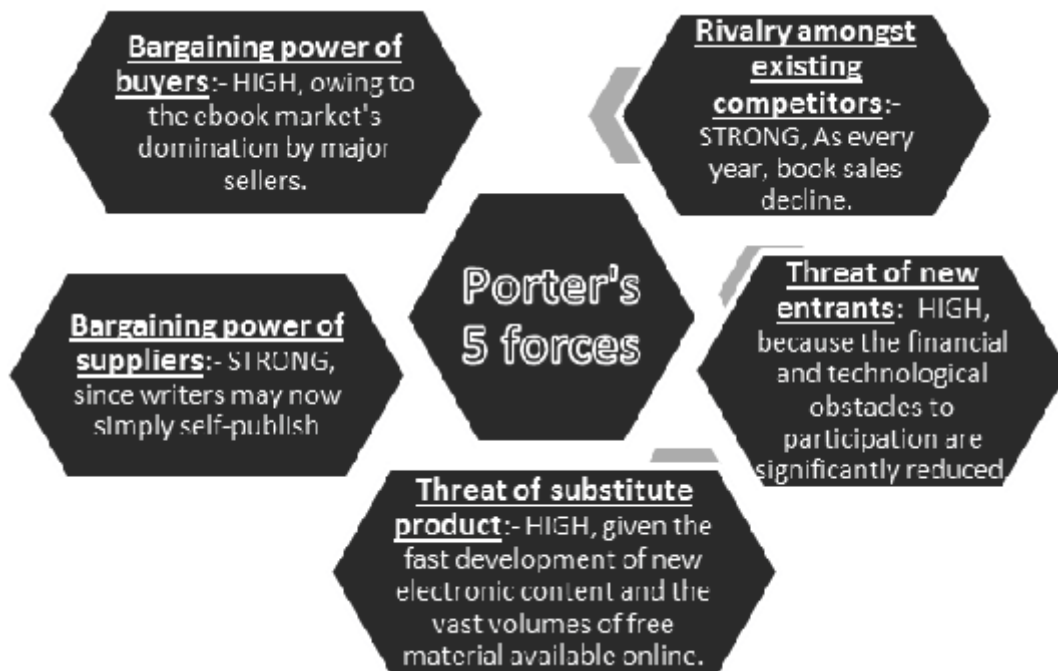 Bargaining power of
buyers:- HIGH, owing to
the ebook market's
domination by major
sellers.
Rivalry amongst
existing
competitors:-
STRONG, As every
year, book sales
decline.
Porter's
5 forces
Bargaining power of
suppliers:- STRONG,
since writers may now
simply self-publish
Threat of new
entrants: HIGH,
because the financial
and technological
obstacles to
participation are
significantly reduced
Threat of substitute
product:- HIGH, given the
fast development of new
electronic content and the
vast volumes of free
material available online.